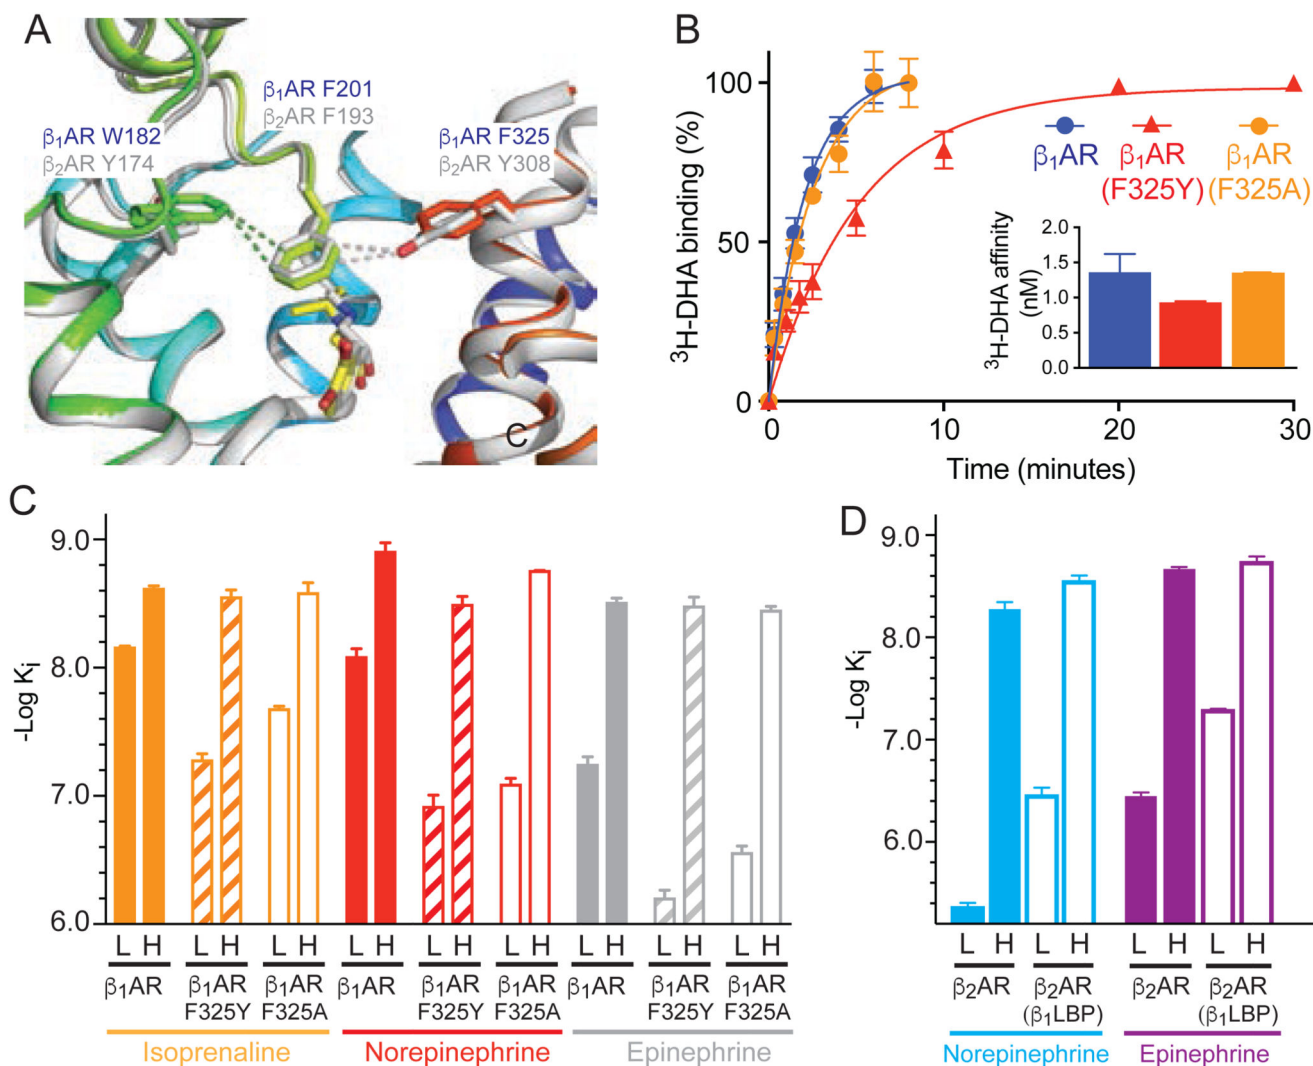 A
β₁AR F201
β₂AR F193
β₁AR W182
β₂AR Y174
β₁AR F325
β₂AR Y308
C
B
³H-DHA binding (%)
100
50
0
0 10 20 30
Time (minutes)
β₁AR β₁AR (F325Y) β₁AR (F325A)
³H-DHA affinity (nM)
2.0
1.5
1.0
0.5
0.0
C
-Log Kᵢ
9.0
8.0
7.0
6.0
L H L H L H L H L H L H L H L H L H
β₁AR β₁AR F325Y β₁AR F325A β₁AR β₁AR F325Y β₁AR F325A β₁AR β₁AR F325Y β₁AR F325A
Isoprenaline Norepinephrine Epinephrine
D
-Log Kᵢ
9.0
8.0
7.0
6.0
L H L H L H L H
β₂AR β₂AR (β₁LBP) β₂AR β₂AR (β₁LBP)
Norepinephrine Epinephrine